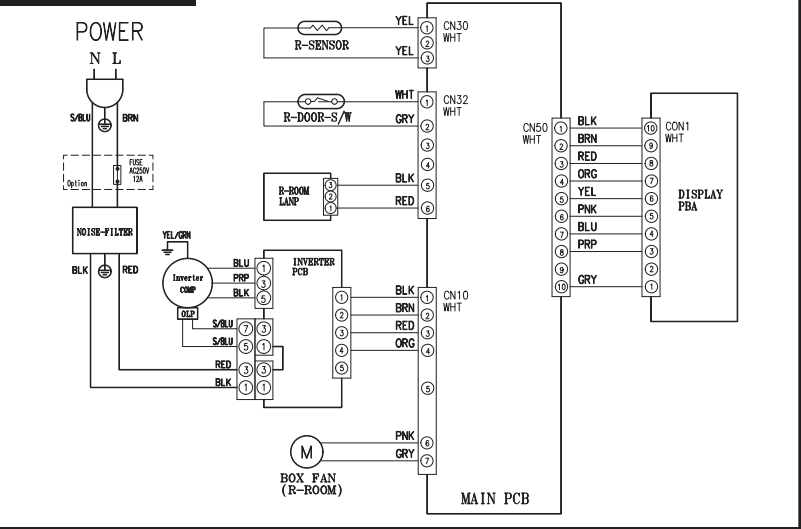 POWER
N L
S/BLU
BRN
FUSE
AC250V
12A
Option
NOISE-FILTER
BLK
RED
YEL/GRN
Inverter
COMP
OLP
BLU
PRP
BLK
S/BLU
S/BLU
RED
BLK
1
3
5
7
5
3
1
3
1
3
1
INVERTER
PCB
1
2
3
4
5
BLK
BRN
RED
ORG
R-SENSOR
YEL
YEL
1
2
3
CN30
WHT
R-DOOR-S/W
WHT
GRY
1
2
3
4
5
6
CN32
WHT
R-ROOM
LANP
3
2
1
BLK
RED
CN10
WHT
1
2
3
4
5
6
7
M
BOX FAN
(R-ROOM)
PNK
GRY
MAIN PCB
CN50
WHT
1
2
3
4
5
6
7
8
9
10
BLK
BRN
RED
ORG
YEL
PNK
BLU
PRP
GRY
10
9
8
7
6
5
4
3
2
1
CON1
WHT
DISPLAY
PBA